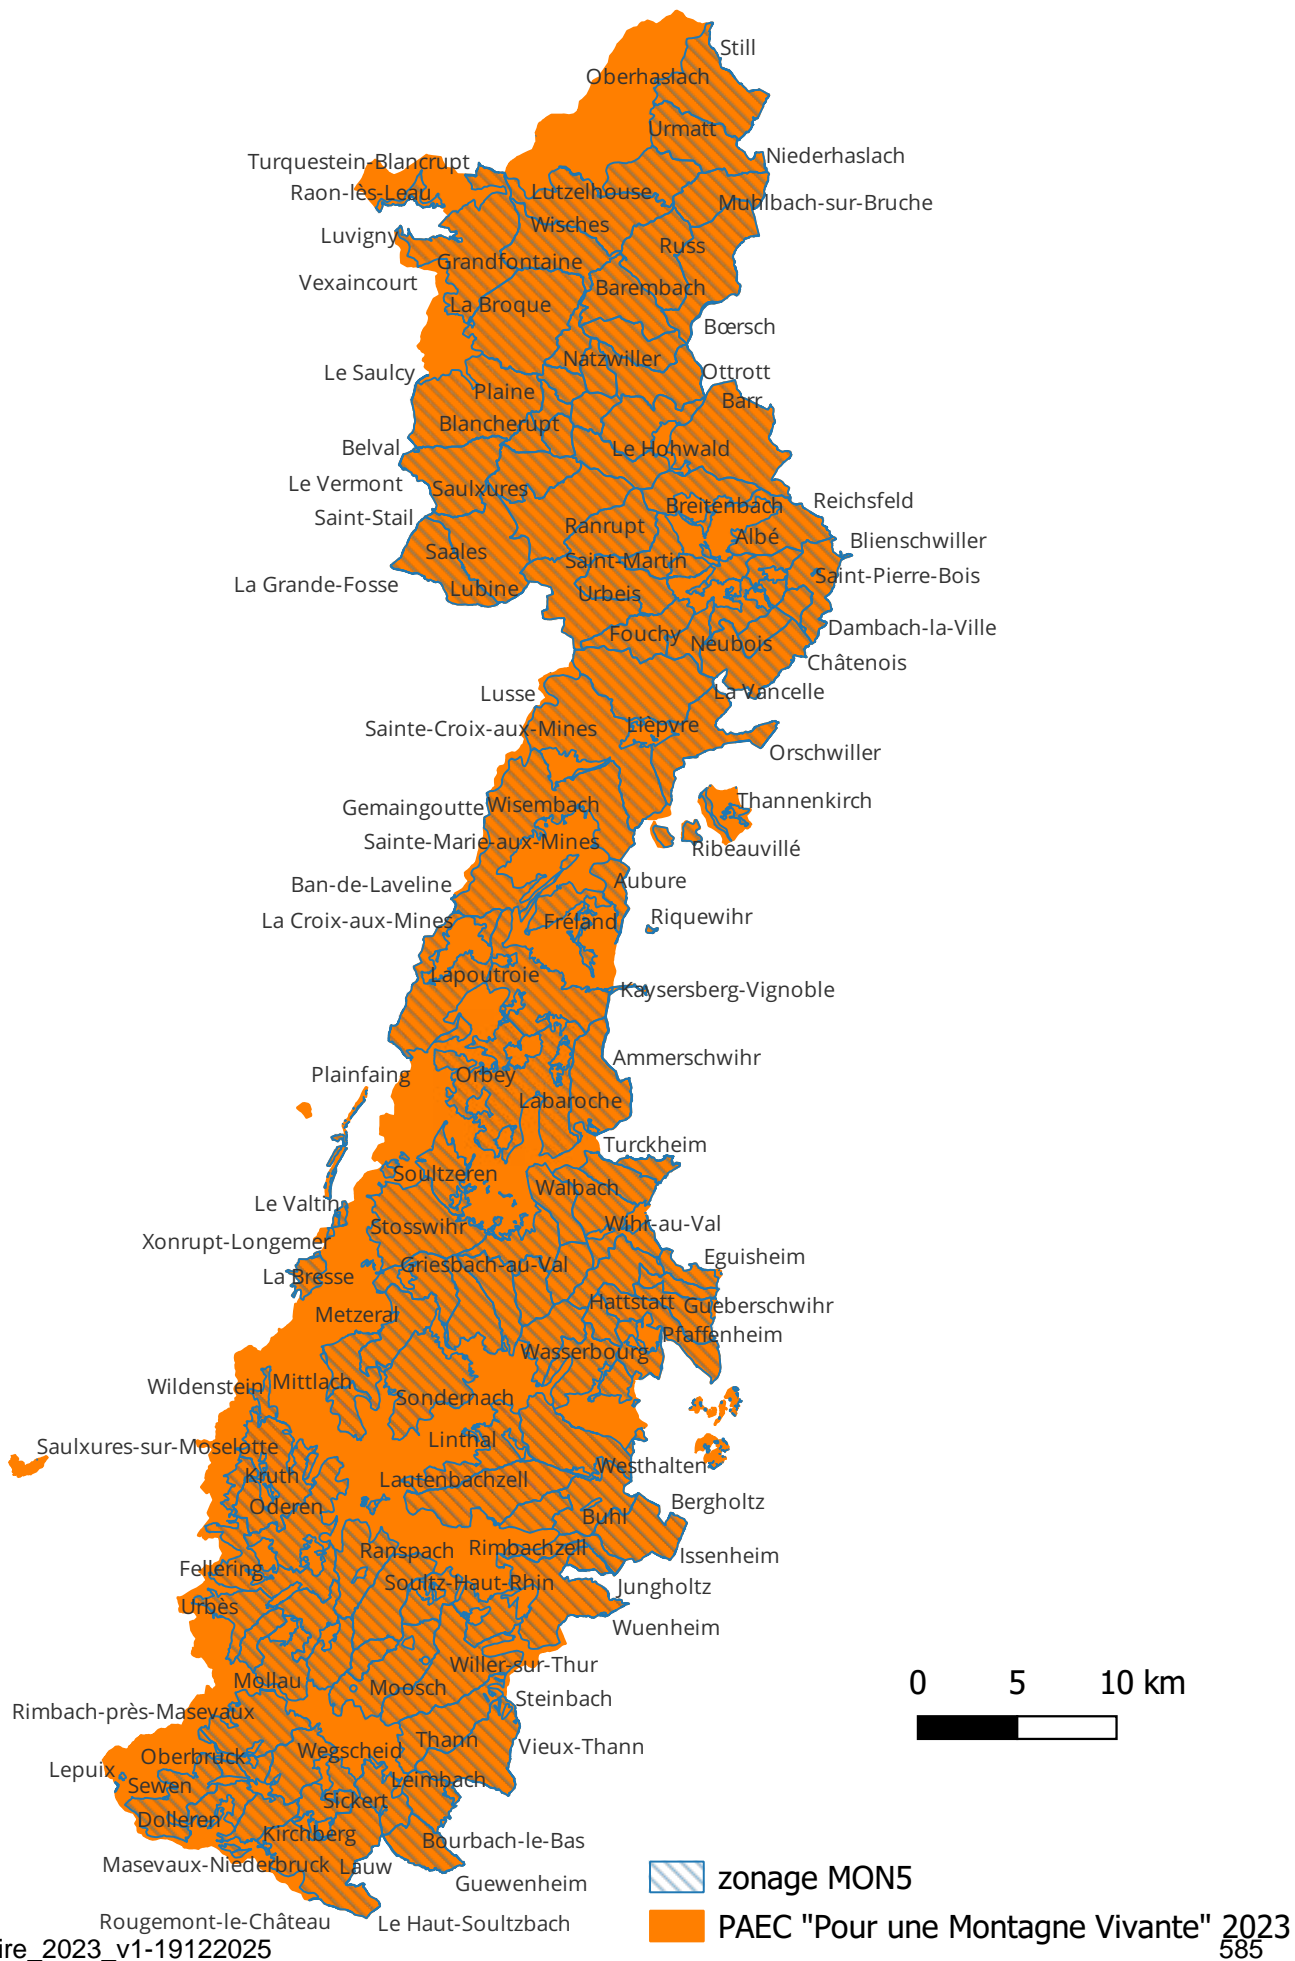 Still
Oberhaslach
Urmatt
Niederhaslach
Turquestein-Blancrupt
Raon-lès-Leau
Lutzelhouse
Muhlbach-sur-Bruche
Wisches
Luvigny
Russ
Grandfontaine
Vexaincourt
Barembach
La Broque
Bœrsch
Natzwiller
Le Saulcy
Ottrott
Plaine
Barr
Blancherupt
Belval
Le Hohwald
Le Vermont
Saulxures
Reichsfeld
Breitenbach
Saint-Stail
Ranrupt
Albé
Blienschwiller
Saales
Saint-Martin
Saint-Pierre-Bois
La Grande-Fosse
Lubine
Urbeis
Dambach-la-Ville
Fouchy
Neubois
Châtenois
Lusse
La Vancelle
Sainte-Croix-aux-Mines
Lièpvre
Orschwiller
Gemaingoutte
Wisembach
Thannenkirch
Sainte-Marie-aux-Mines
Ribeauvillé
Ban-de-Laveline
Aubure
La Croix-aux-Mines
Fréland
Riquewihr
Lapoutroie
Kaysersberg-Vignoble
Ammerschwihr
Plainfaing
Orbey
Labaroche
Turckheim
Soultzeren
Walbach
Le Valtin
Stosswihr
Wihr-au-Val
Xonrupt-Longemer
Eguisheim
Griesbach-au-Val
La Bresse
Hattstatt
Gueberschwihr
Metzeral
Pfaffenheim
Wasserbourg
Wildenstein
Mittlach
Sondernach
Linthal
Saulxures-sur-Moselotte
Westhalten
Kruth
Lautenbachzell
Oderen
Bergholtz
Buhl
Ranspach
Rimbachzell
Issenheim
Fellering
Soultz-Haut-Rhin
Jungholtz
Urbès
Wuenheim
Willer-sur-Thur
Mollau
Moosch
Steinbach
Rimbach-près-Masevaux
Thann
Vieux-Thann
Oberbruck
Wegscheid
Lepuix
Sewen
Leimbach
Sickert
Dolleren
Kirchberg
Bourbach-le-Bas
Masevaux-Niederbruck
Lauw
Guewenheim
Rougemont-le-Château
Le Haut-Soultzbach
0 5 10 km
zonage MON5
PAEC "Pour une Montagne Vivante" 2023
ire_2023_v1-19122025
585